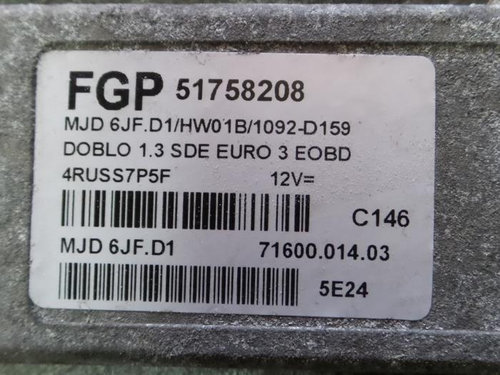 FGP 51758208
MJD 6JF.D1/HW01B/1092-D159
DOBLO 1.3 SDE EURO 3 EOBD
4RUSS7P5F 12V=
C146
MJD 6JF.D1 71600.014.03
5E24